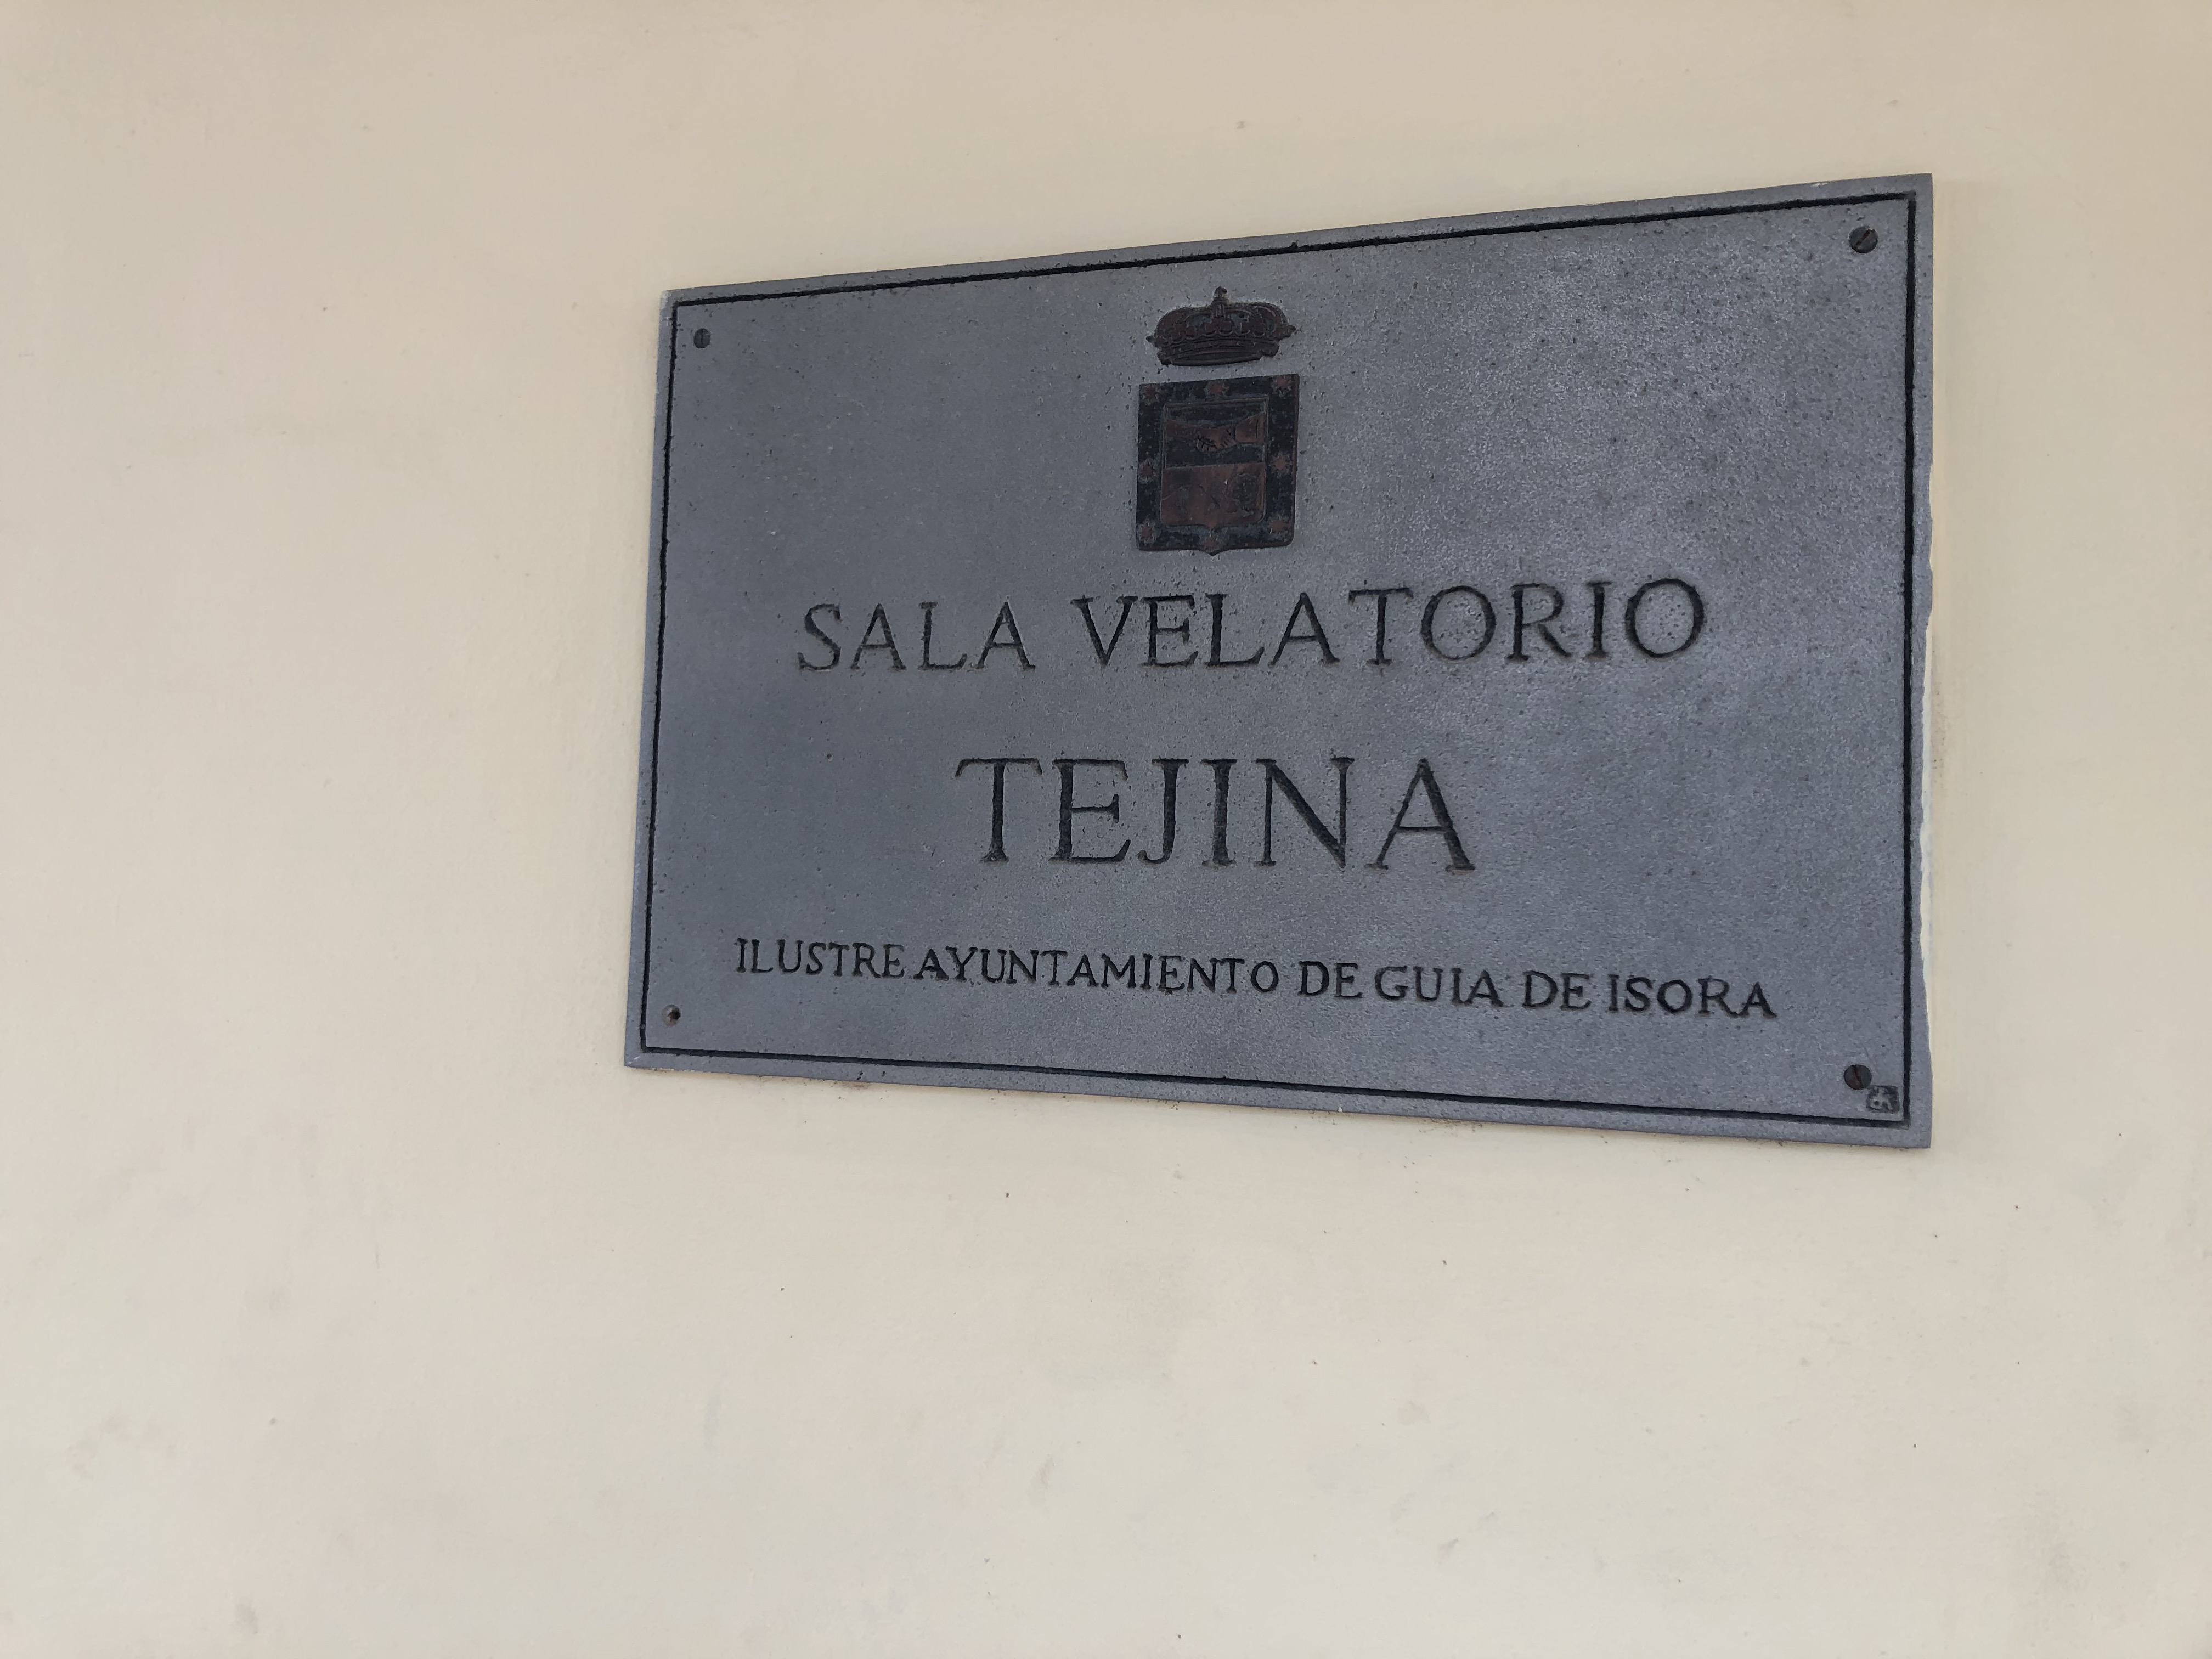 SALA VELATORIO
TEJINA
ILUSTRE AYUNTAMIENTO DE GUIA DE ISORA